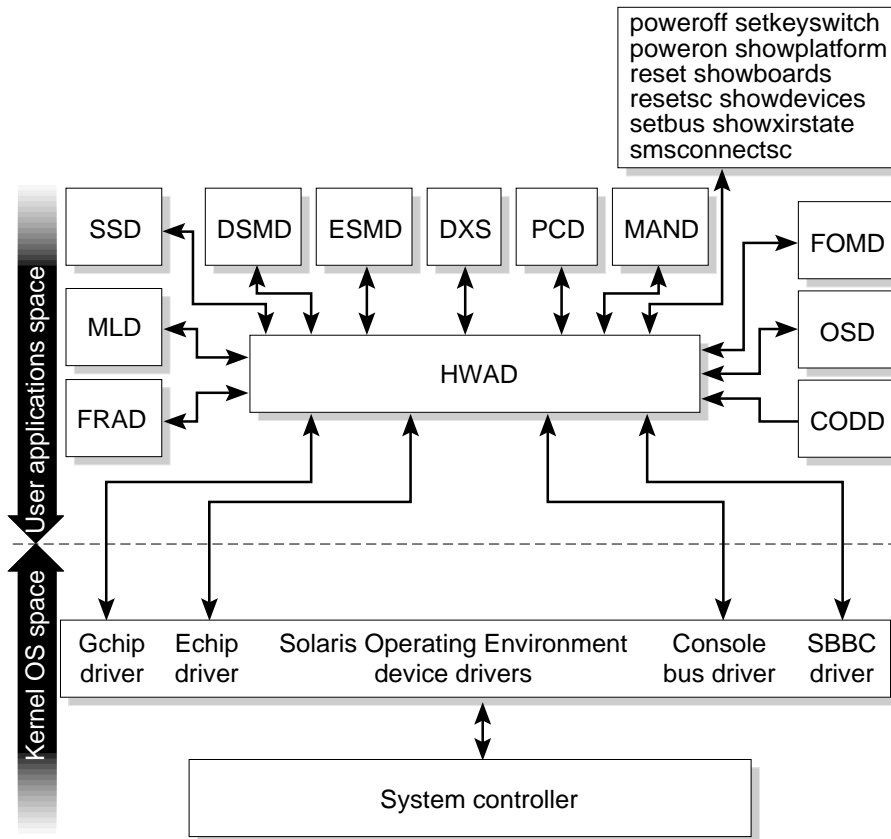 poweroff setkeyswitch
poweron showplatform
reset showboards
resetsc showdevices
setbus showxirstate
smsconnectsc
SSD
DSMD
ESMD
DXS
PCD
MAND
FOMD
MLD
HWAD
OSD
FRAD
CODD
User applications space
Kernel OS space
Gchip
driver
Echip
driver
Solaris Operating Environment
device drivers
Console
bus driver
SBBC
driver
System controller